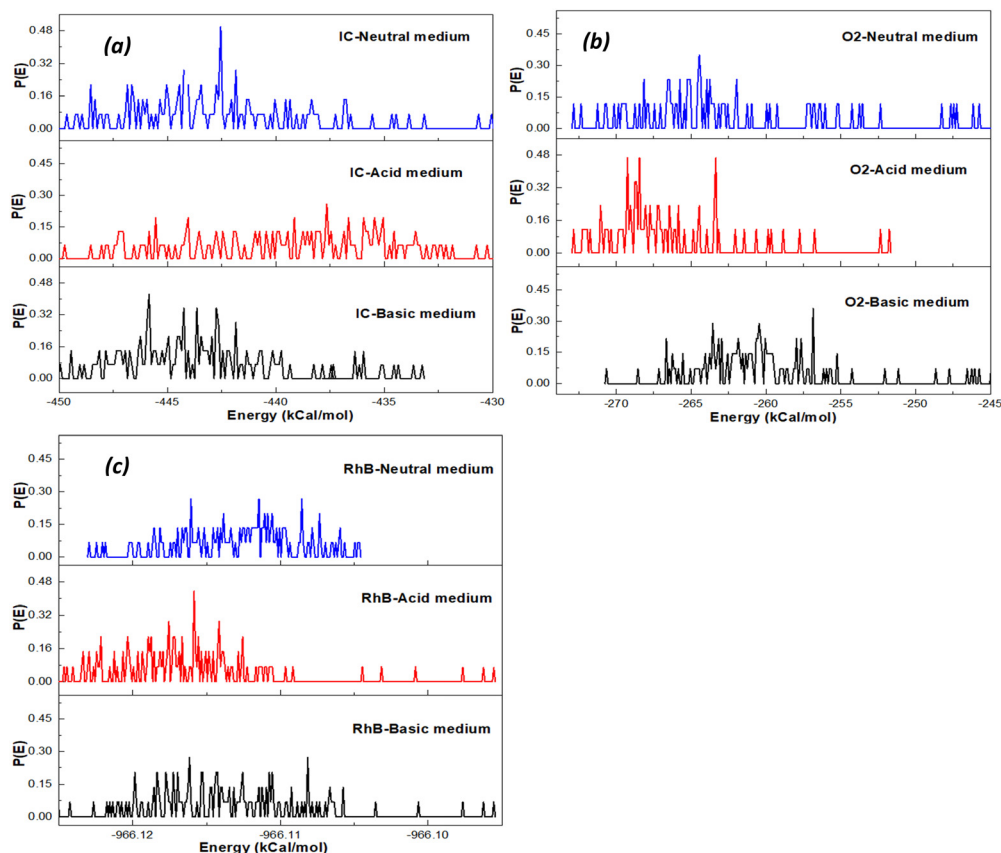 (a)
IC-Neutral medium
P(E)
0.48
0.32
0.16
0.00
IC-Acid medium
P(E)
0.45
0.30
0.15
0.00
IC-Basic medium
P(E)
0.48
0.32
0.16
0.00
-450
-445
-440
-435
-430
Energy (kCal/mol)
(b)
O2-Neutral medium
P(E)
0.45
0.30
0.15
0.00
O2-Acid medium
P(E)
0.48
0.32
0.16
0.00
O2-Basic medium
P(E)
0.45
0.30
0.15
0.00
-270
-265
-260
-255
-250
-245
Energy (kCal/mol)
(c)
RhB-Neutral medium
P(E)
0.45
0.30
0.15
0.00
RhB-Acid medium
P(E)
0.48
0.32
0.16
0.00
RhB-Basic medium
P(E)
0.45
0.30
0.15
0.00
-966.12
-966.11
-966.10
Energy (kCal/mol)